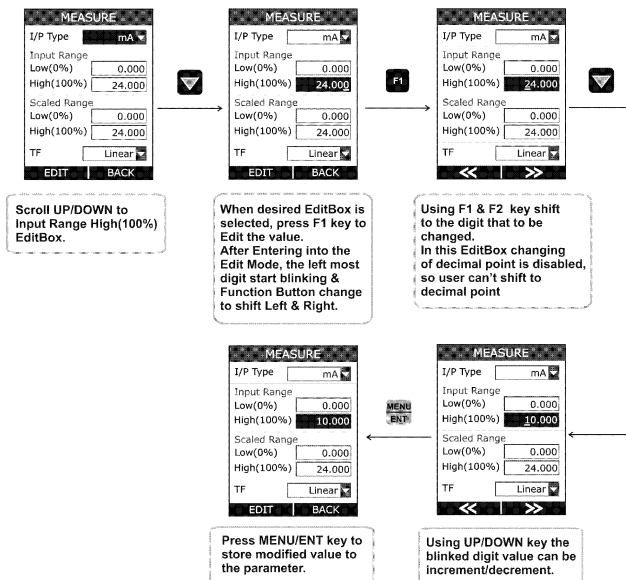 MEASURE
I/P Type mA
Input Range
Low(0%) 0.000
High(100%) 24.000
Scaled Range
Low(0%) 0.000
High(100%) 24.000
TF Linear
EDIT BACK
Scroll UP/DOWN to
Input Range High(100%)
EditBox.
MEASURE
I/P Type mA
Input Range
Low(0%) 0.000
High(100%) 24.000
Scaled Range
Low(0%) 0.000
High(100%) 24.000
TF Linear
EDIT BACK
When desired EditBox is
selected, press F1 key to
Edit the value.
After Entering into the
Edit Mode, the left most
digit start blinking &
Function Button change
to shift Left & Right.
F1
MEASURE
I/P Type mA
Input Range
Low(0%) 0.000
High(100%) 24.000
Scaled Range
Low(0%) 0.000
High(100%) 24.000
TF Linear
<< >>
Using F1 & F2 key shift
to the digit that to be
changed.
In this EditBox changing
of decimal point is disabled,
so user can't shift to
decimal point
MEASURE
I/P Type mA
Input Range
Low(0%) 0.000
High(100%) 10.000
Scaled Range
Low(0%) 0.000
High(100%) 24.000
TF Linear
EDIT BACK
Press MENU/ENT key to
store modified value to
the parameter.
MENU
ENT
MEASURE
I/P Type mA
Input Range
Low(0%) 0.000
High(100%) 10.000
Scaled Range
Low(0%) 0.000
High(100%) 24.000
TF Linear
<< >>
Using UP/DOWN key the
blinked digit value can be
increment/decrement.